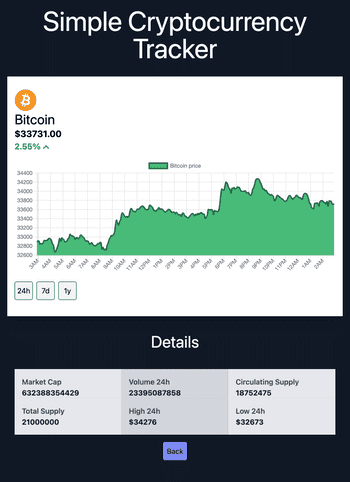 Simple Cryptocurrency
Tracker
Bitcoin
$33731.00
2.55%
Bitcoin price
34400
34200
34000
33800
33600
33400
33200
33000
32800
32600
3AM 4AM 5AM 6AM 7AM 8AM 9AM 10AM 11AM 12PM 1PM 2PM 3PM 4PM 5PM 6PM 7PM 8PM 9PM 10PM 11PM 12AM 1AM 2AM
24h 7d 1y
Details
Market Cap Volume 24h Circulating Supply
632388354429 23395087858 18752475
Total Supply High 24h Low 24h
21000000 $34276 $32673
Back